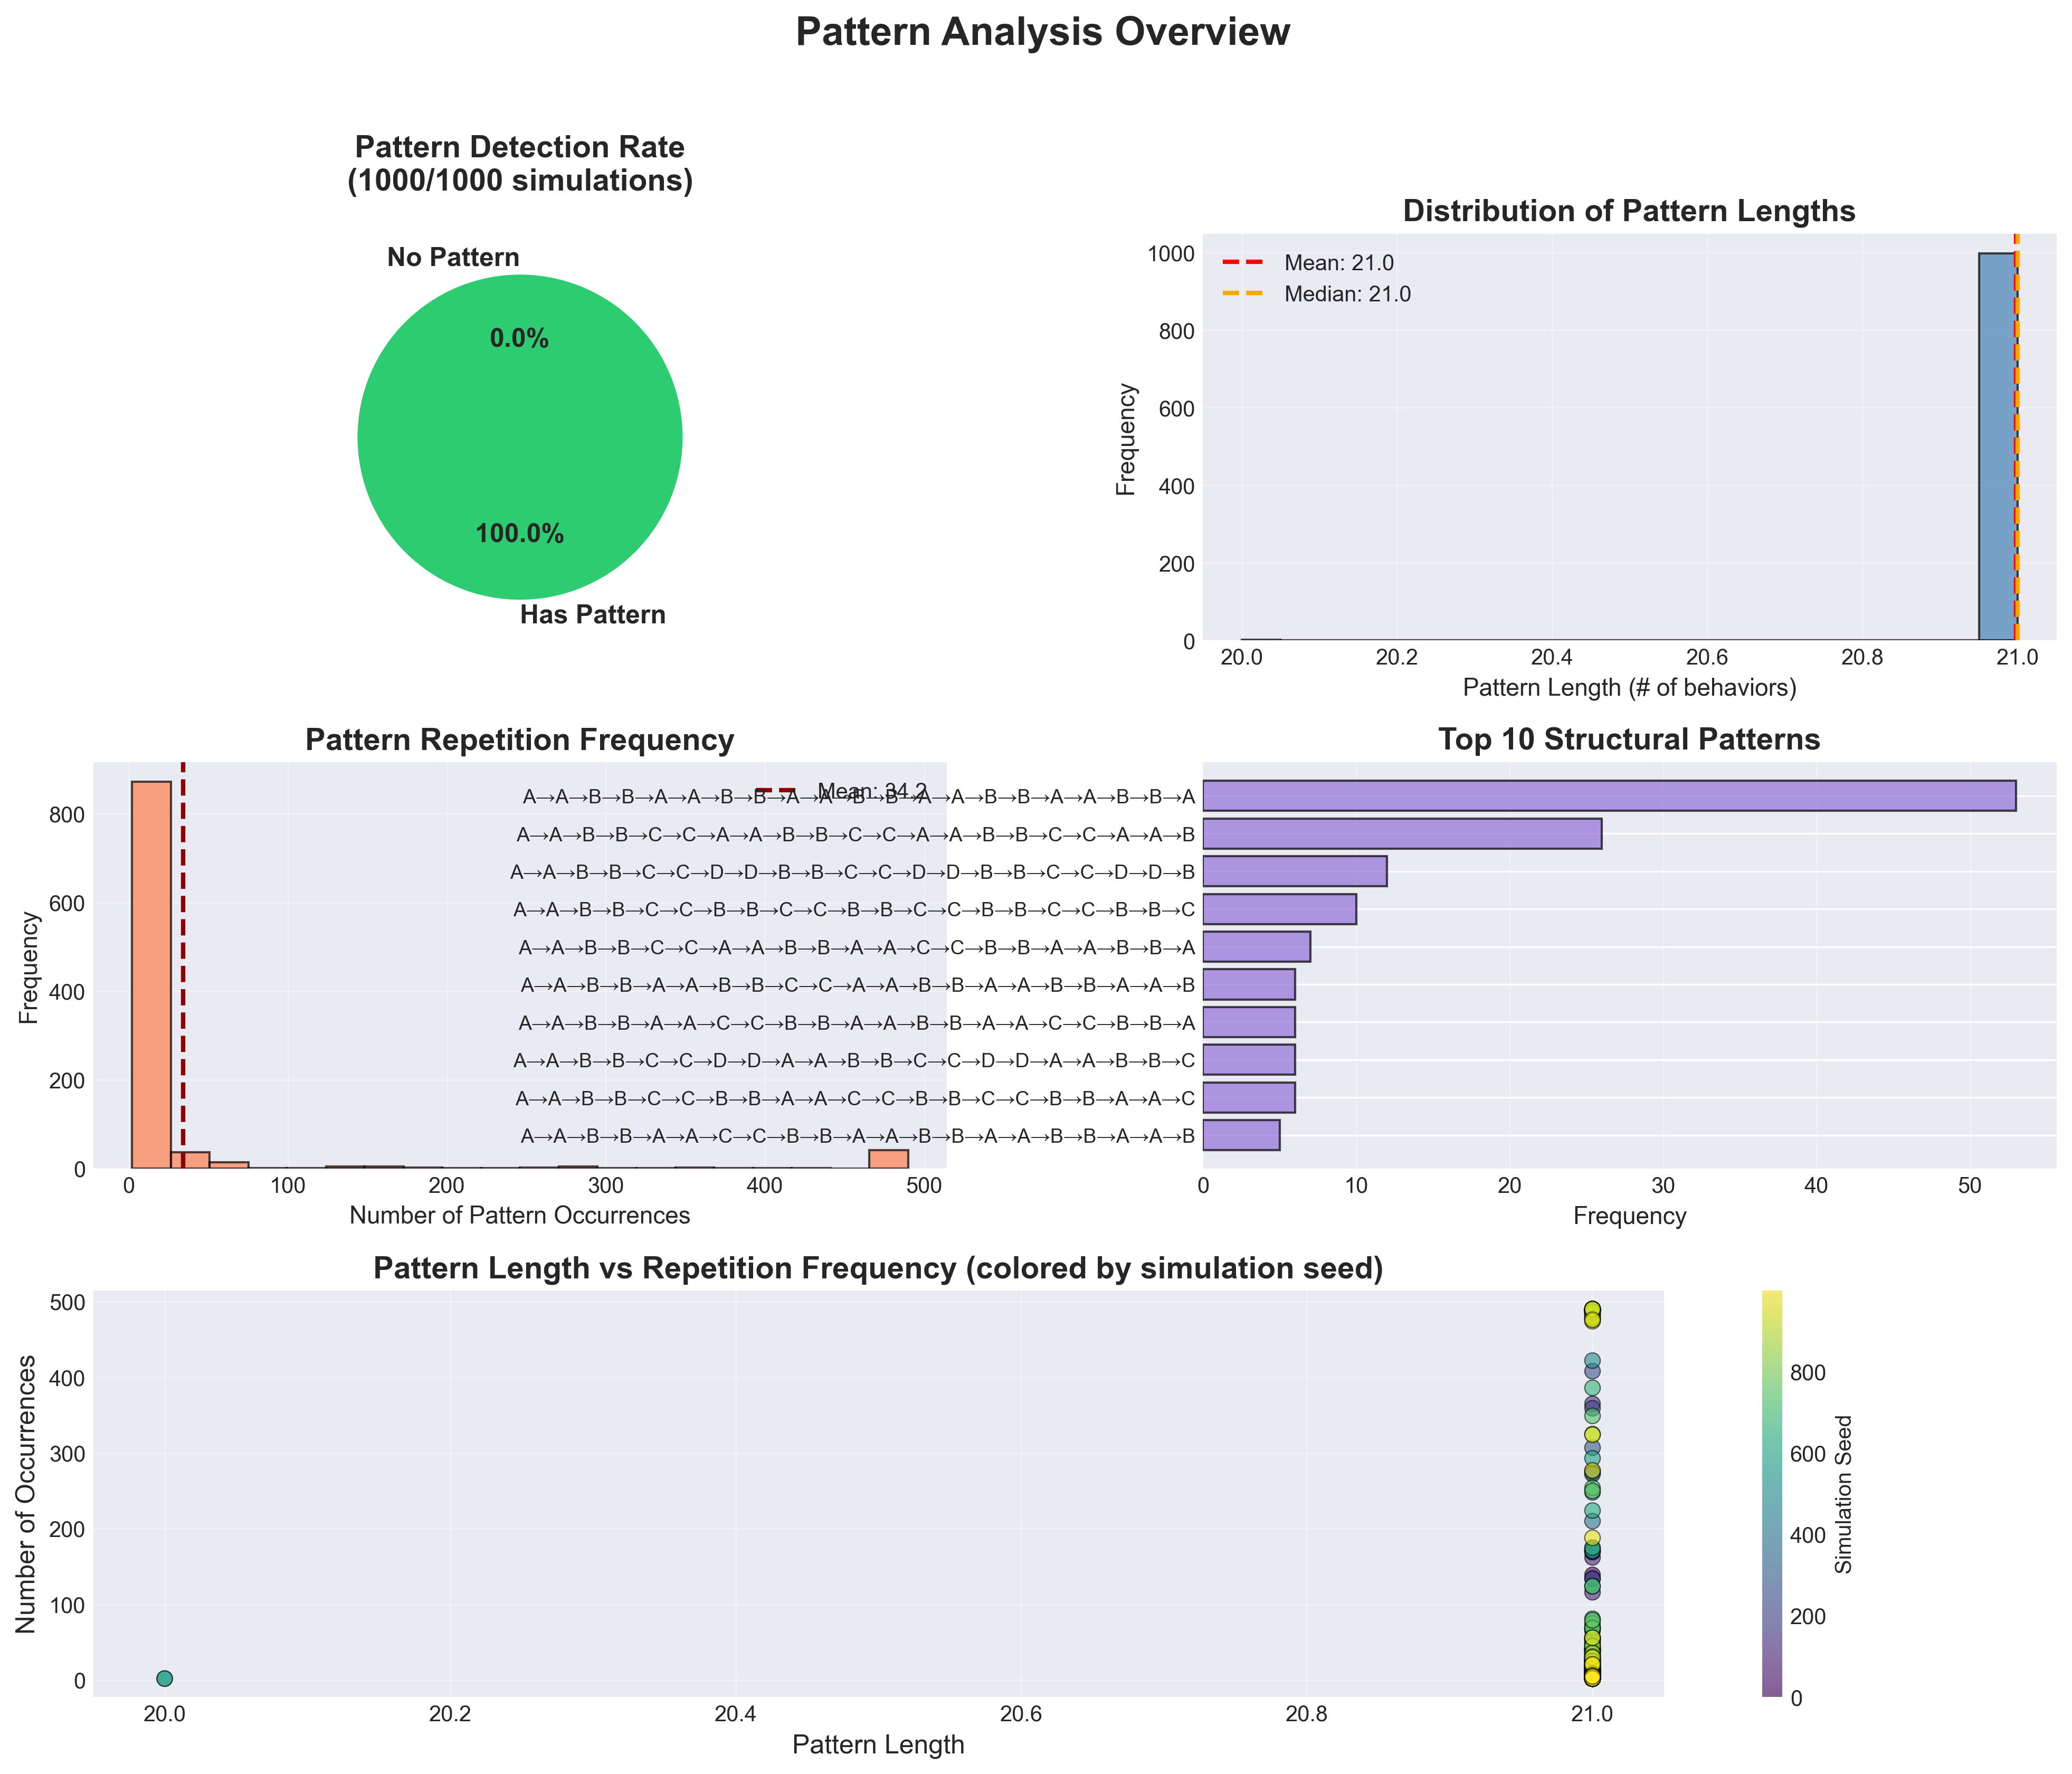 Pattern Analysis Overview
Pattern Detection Rate
(1000/1000 simulations)
No Pattern
0.0%
100.0%
Has Pattern
Distribution of Pattern Lengths
Mean: 21.0
Median: 21.0
Frequency
1000
800
600
400
200
0
20.0 20.2 20.4 20.6 20.8 21.0
Pattern Length (# of behaviors)
Pattern Repetition Frequency
Mean: 34.2
Frequency
800
600
400
200
0
0 100 200 300 400 500
Number of Pattern Occurrences
Top 10 Structural Patterns
A→A→B→B→A→A→B→B→A→A→B→B→A→A→B→B→A→A→B→B→A
A→A→B→B→C→C→A→A→B→B→C→C→A→A→B→B→C→C→A→A→B
A→A→B→B→C→C→D→D→B→B→C→C→D→D→B→B→C→C→D→D→B
A→A→B→B→C→C→B→B→C→C→B→B→C→C→B→B→C→C→B→B→C
A→A→B→B→C→C→A→A→B→B→A→A→C→C→B→B→A→A→B→B→A
A→A→B→B→A→A→B→B→C→C→A→A→B→B→A→A→B→B→A→A→B
A→A→B→B→A→A→C→C→B→B→A→A→B→B→A→A→C→C→B→B→A
A→A→B→B→C→C→D→D→A→A→B→B→C→C→D→D→A→A→B→B→C
A→A→B→B→C→C→B→B→A→A→C→C→B→B→C→C→B→B→A→A→C
A→A→B→B→A→A→C→C→B→B→A→A→B→B→A→A→B→B→A→A→B
0 10 20 30 40 50
Frequency
Pattern Length vs Repetition Frequency (colored by simulation seed)
Number of Occurrences
500
400
300
200
100
0
20.0 20.2 20.4 20.6 20.8 21.0
Pattern Length
800
600
400
200
0
Simulation Seed